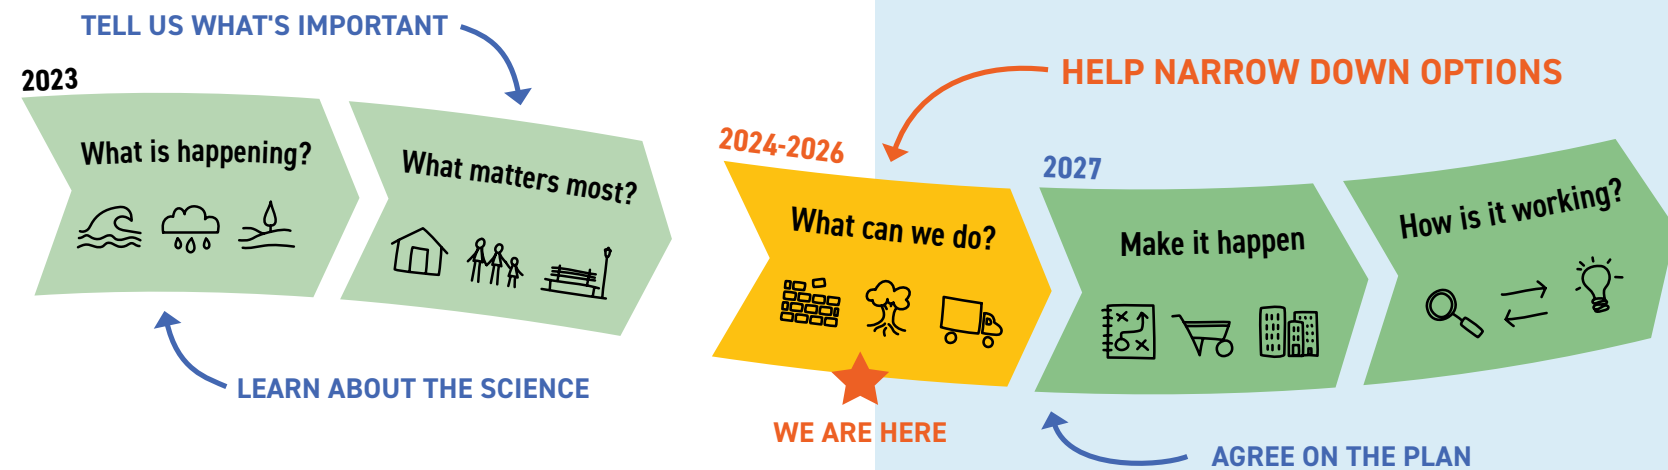 TELL US WHAT'S IMPORTANT
2023
What is happening?
What matters most?
LEARN ABOUT THE SCIENCE
HELP NARROW DOWN OPTIONS
2024-2026
What can we do?
WE ARE HERE
2027
Make it happen
How is it working?
AGREE ON THE PLAN